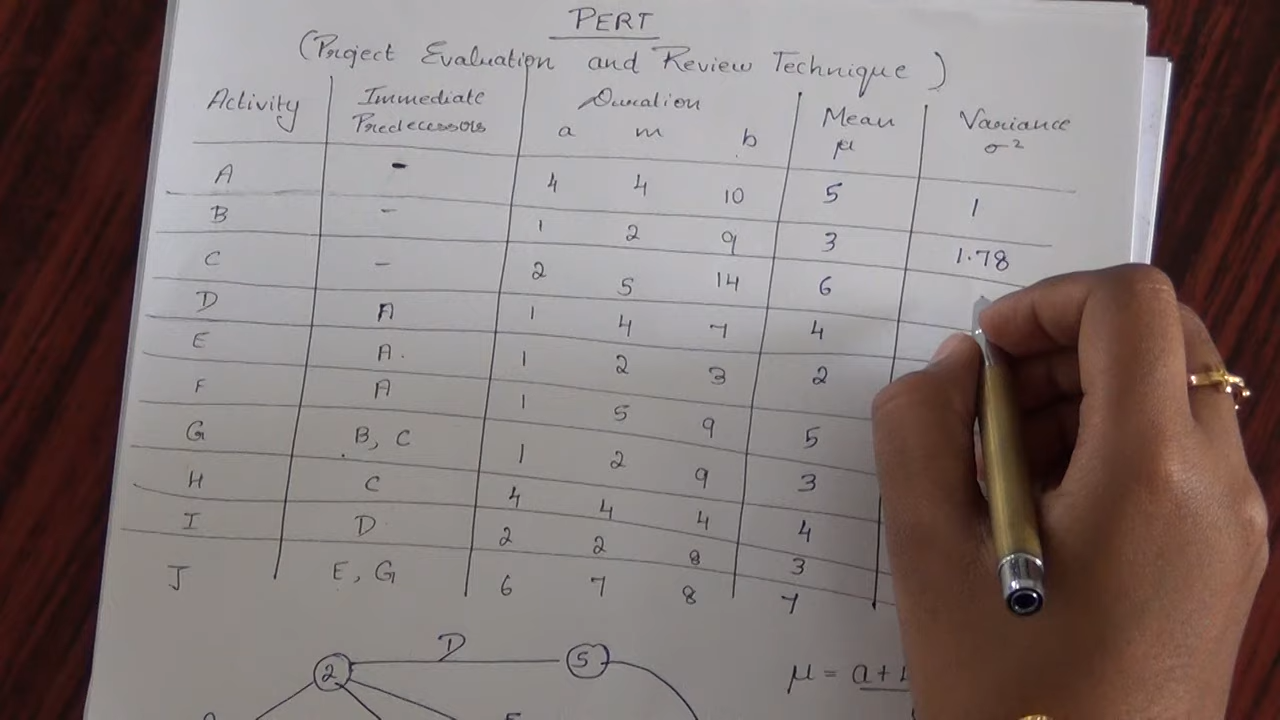 PERT
(Project Evaluation and Review Technique)
Activity Immediate Predecessors Duration a m b Mean μ Variance σ²
A - 4 4 10 5 1
B - 1 2 9 3 1.78
C - 2 5 14 6
D A 1 4 7 4
E A. 1 2 3 2
F A 1 5 9 5
G B, C 1 2 9 3
H C 4 4 4 4
I D 2 2 8 3
J E, G 6 7 8 7
D
2 5
μ = a +